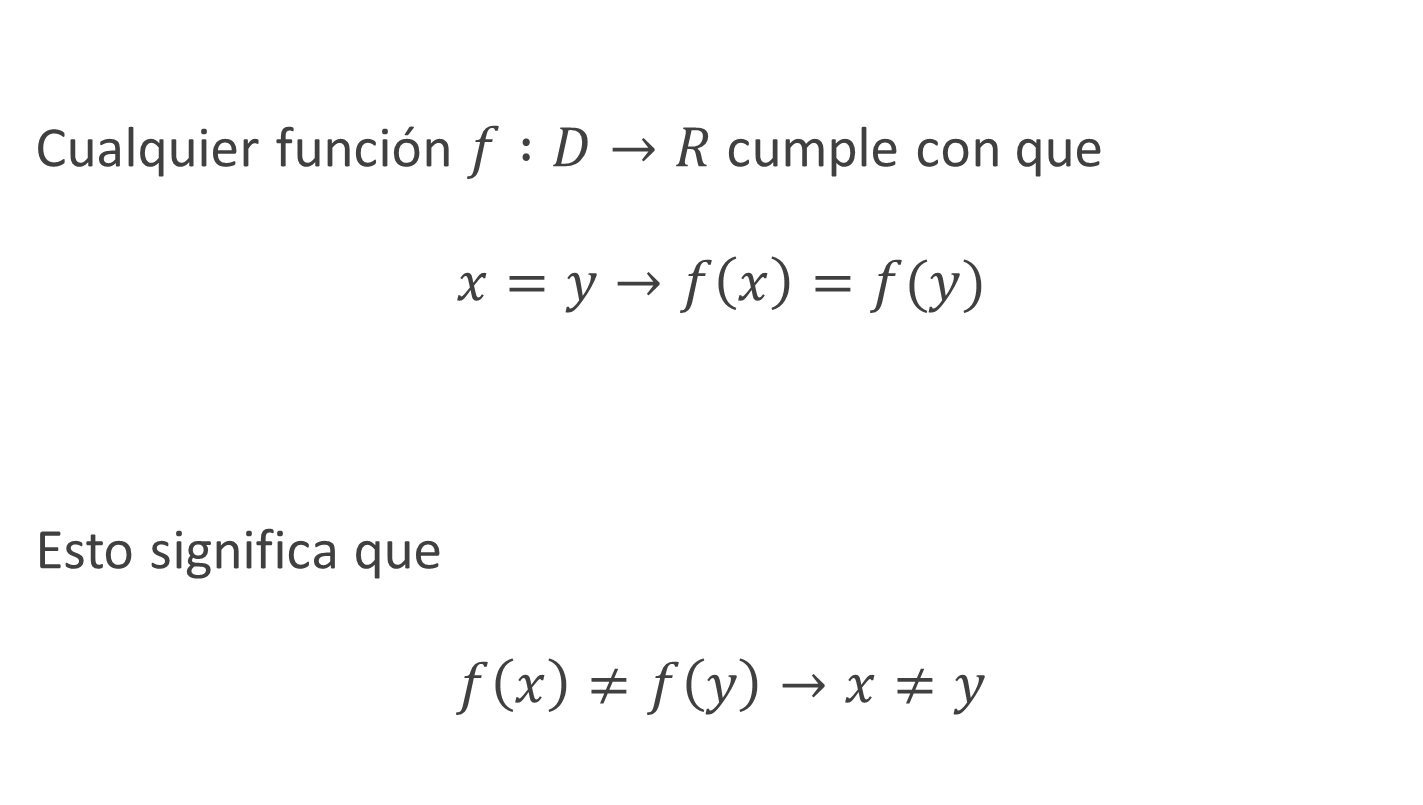 Cualquier función 𝑓 : 𝐷 → 𝑅 cumple con que
𝑥 = 𝑦 → 𝑓(𝑥) = 𝑓(𝑦)
Esto significa que
𝑓(𝑥) ≠ 𝑓(𝑦) → 𝑥 ≠ 𝑦